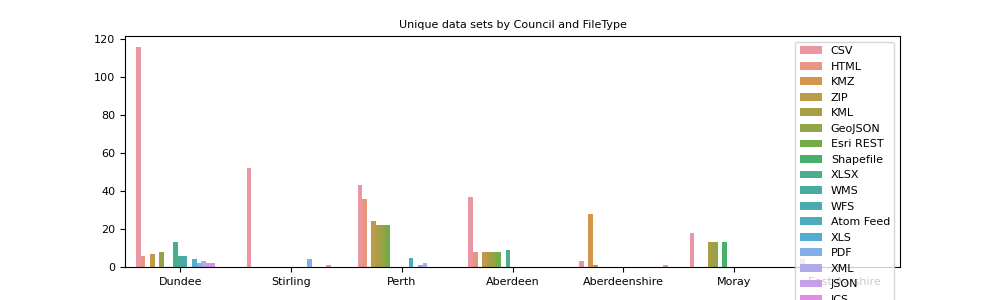 Unique data sets by Council and FileType
120
100
80
60
40
20
0
Dundee
Stirling
Perth
Aberdeen
Aberdeenshire
Moray
CSV
HTML
KMZ
ZIP
KML
GeoJSON
Esri REST
Shapefile
XLSX
WMS
WFS
Atom Feed
XLS
PDF
XML
JSON
ICS